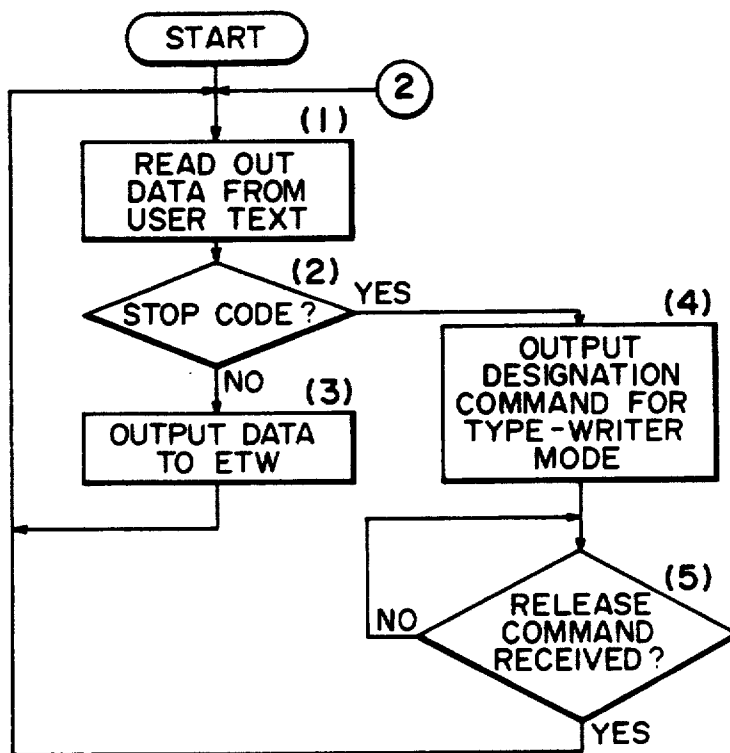 START
2
(1)
READ OUT
DATA FROM
USER TEXT
(2)
STOP CODE?
YES
NO
(3)
OUTPUT DATA
TO ETW
(4)
OUTPUT
DESIGNATION
COMMAND FOR
TYPE-WRITER
MODE
(5)
RELEASE
COMMAND
RECEIVED?
NO
YES